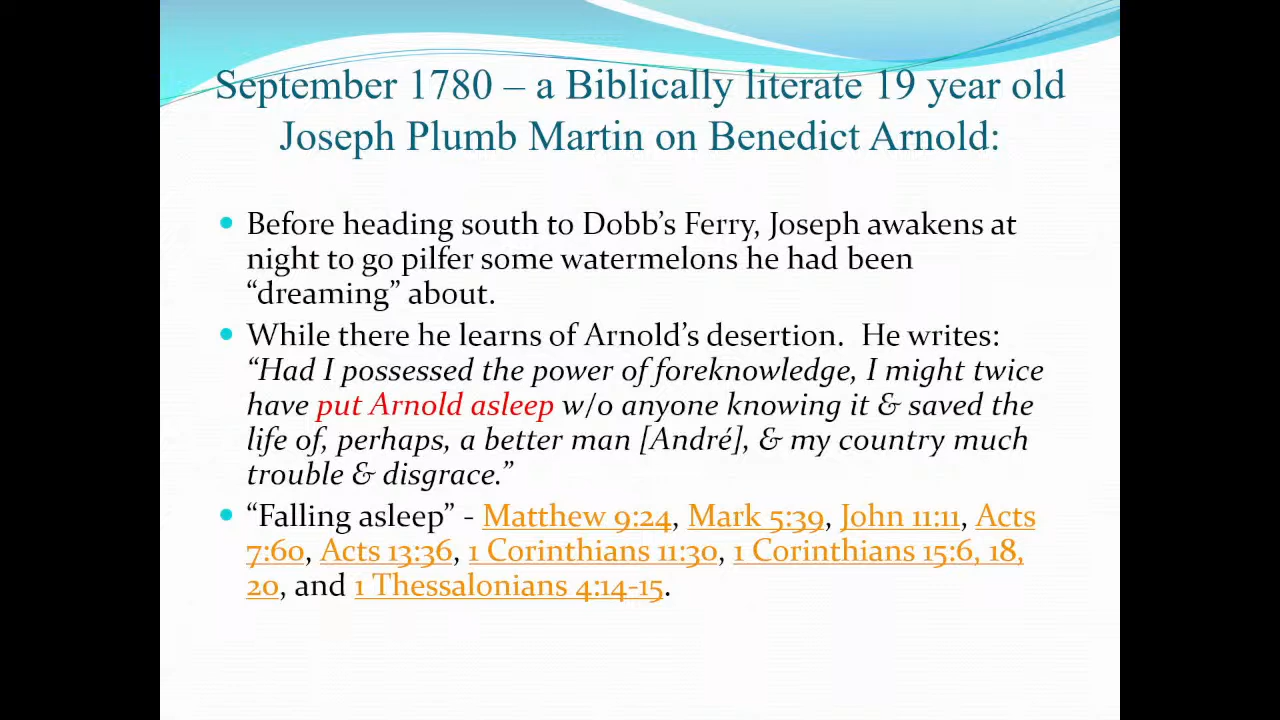 September 1780 – a Biblically literate 19 year old
Joseph Plumb Martin on Benedict Arnold:
• Before heading south to Dobb’s Ferry, Joseph awakens at
night to go pilfer some watermelons he had been
“dreaming” about.
• While there he learns of Arnold’s desertion.  He writes:
“Had I possessed the power of foreknowledge, I might twice
have put Arnold asleep w/o anyone knowing it & saved the
life of, perhaps, a better man [André], & my country much
trouble & disgrace.”
• “Falling asleep” - Matthew 9:24, Mark 5:39, John 11:11, Acts
7:60, Acts 13:36, 1 Corinthians 11:30, 1 Corinthians 15:6, 18,
20, and 1 Thessalonians 4:14-15.